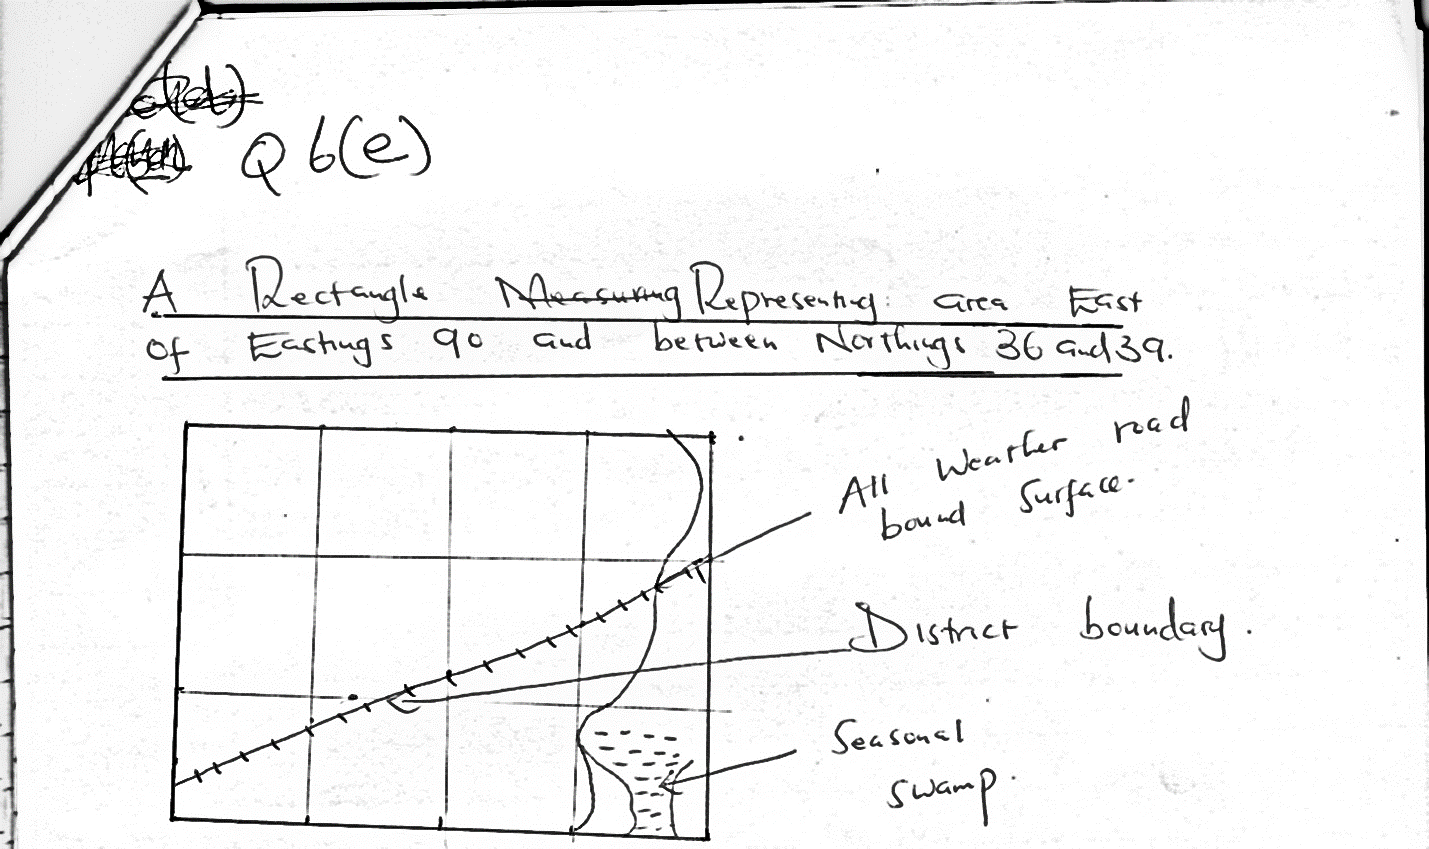 Q 6(e)
A Rectangle Measuring Representing: area East
of Eastings 90 and between Northings 36 and 39.
All Weather road
bound Surface.
District boundary.
Seasonal
swamp.